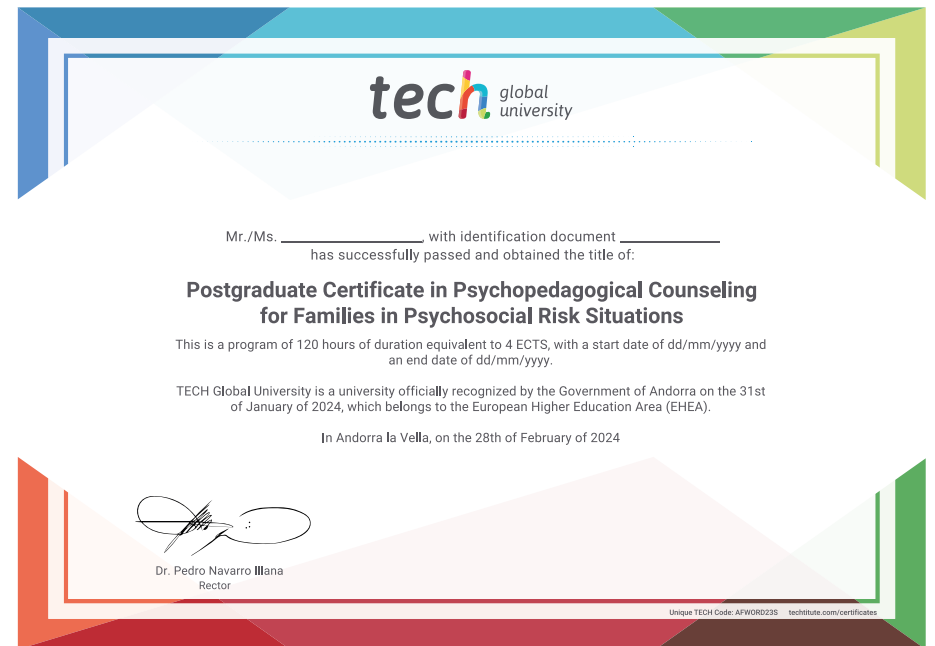 tech global
university
Mr./Ms. ____________, with identification document ____________
has successfully passed and obtained the title of:
Postgraduate Certificate in Psychopedagogical Counseling
for Families in Psychosocial Risk Situations
This is a program of 120 hours of duration equivalent to 4 ECTS, with a start date of dd/mm/yyyy and
an end date of dd/mm/yyyy.
TECH Global University is a university officially recognized by the Government of Andorra on the 31st
of January of 2024, which belongs to the European Higher Education Area (EHEA).
In Andorra la Vella, on the 28th of February of 2024
Dr. Pedro Navarro Illana
Rector
Unique TECH Code: AFWORD23S techtitute.com/certificates